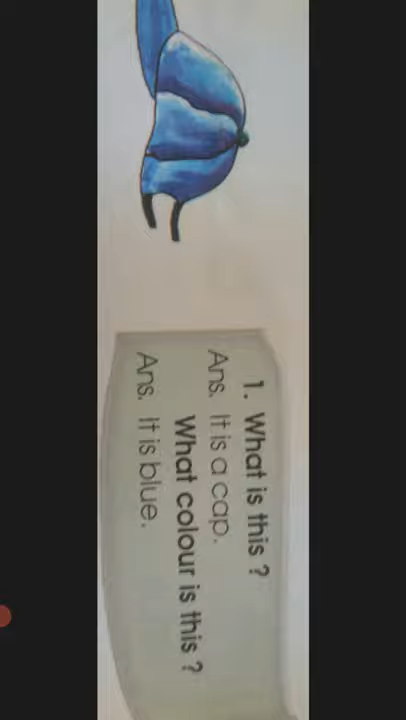 1. What is this ?
Ans. It is a cap.
What colour is this ?
Ans. It is blue.